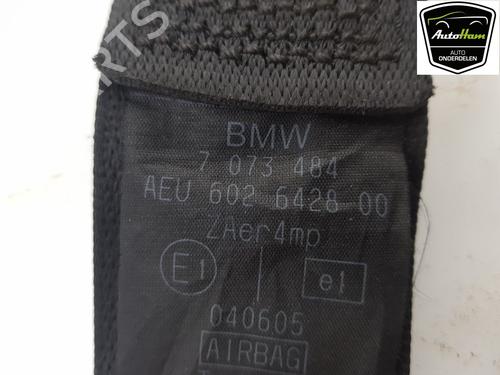 AutoHam
AUTO
ONDERDELEN
BMW
7 073 484
AEU 602 6428 00
ZAer4mp
E1
e1
040605
AIRBAG